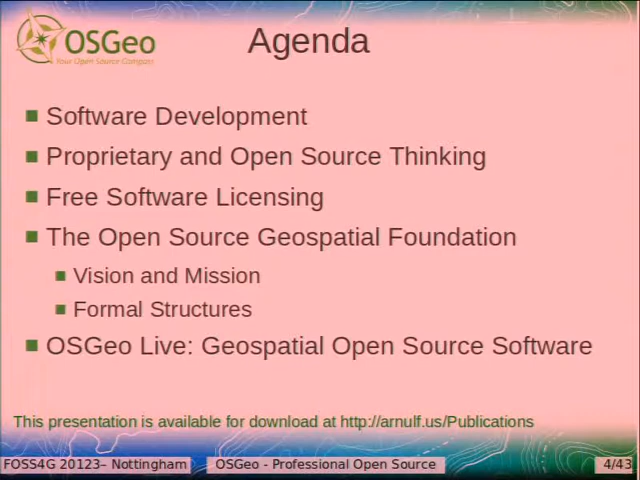 OSGeo
Your Open Source Compass
Agenda
Software Development
Proprietary and Open Source Thinking
Free Software Licensing
The Open Source Geospatial Foundation
Vision and Mission
Formal Structures
OSGeo Live: Geospatial Open Source Software
This presentation is available for download at http://arnulf.us/Publications
FOSS4G 20123– Nottingham
OSGeo - Professional Open Source
4/43